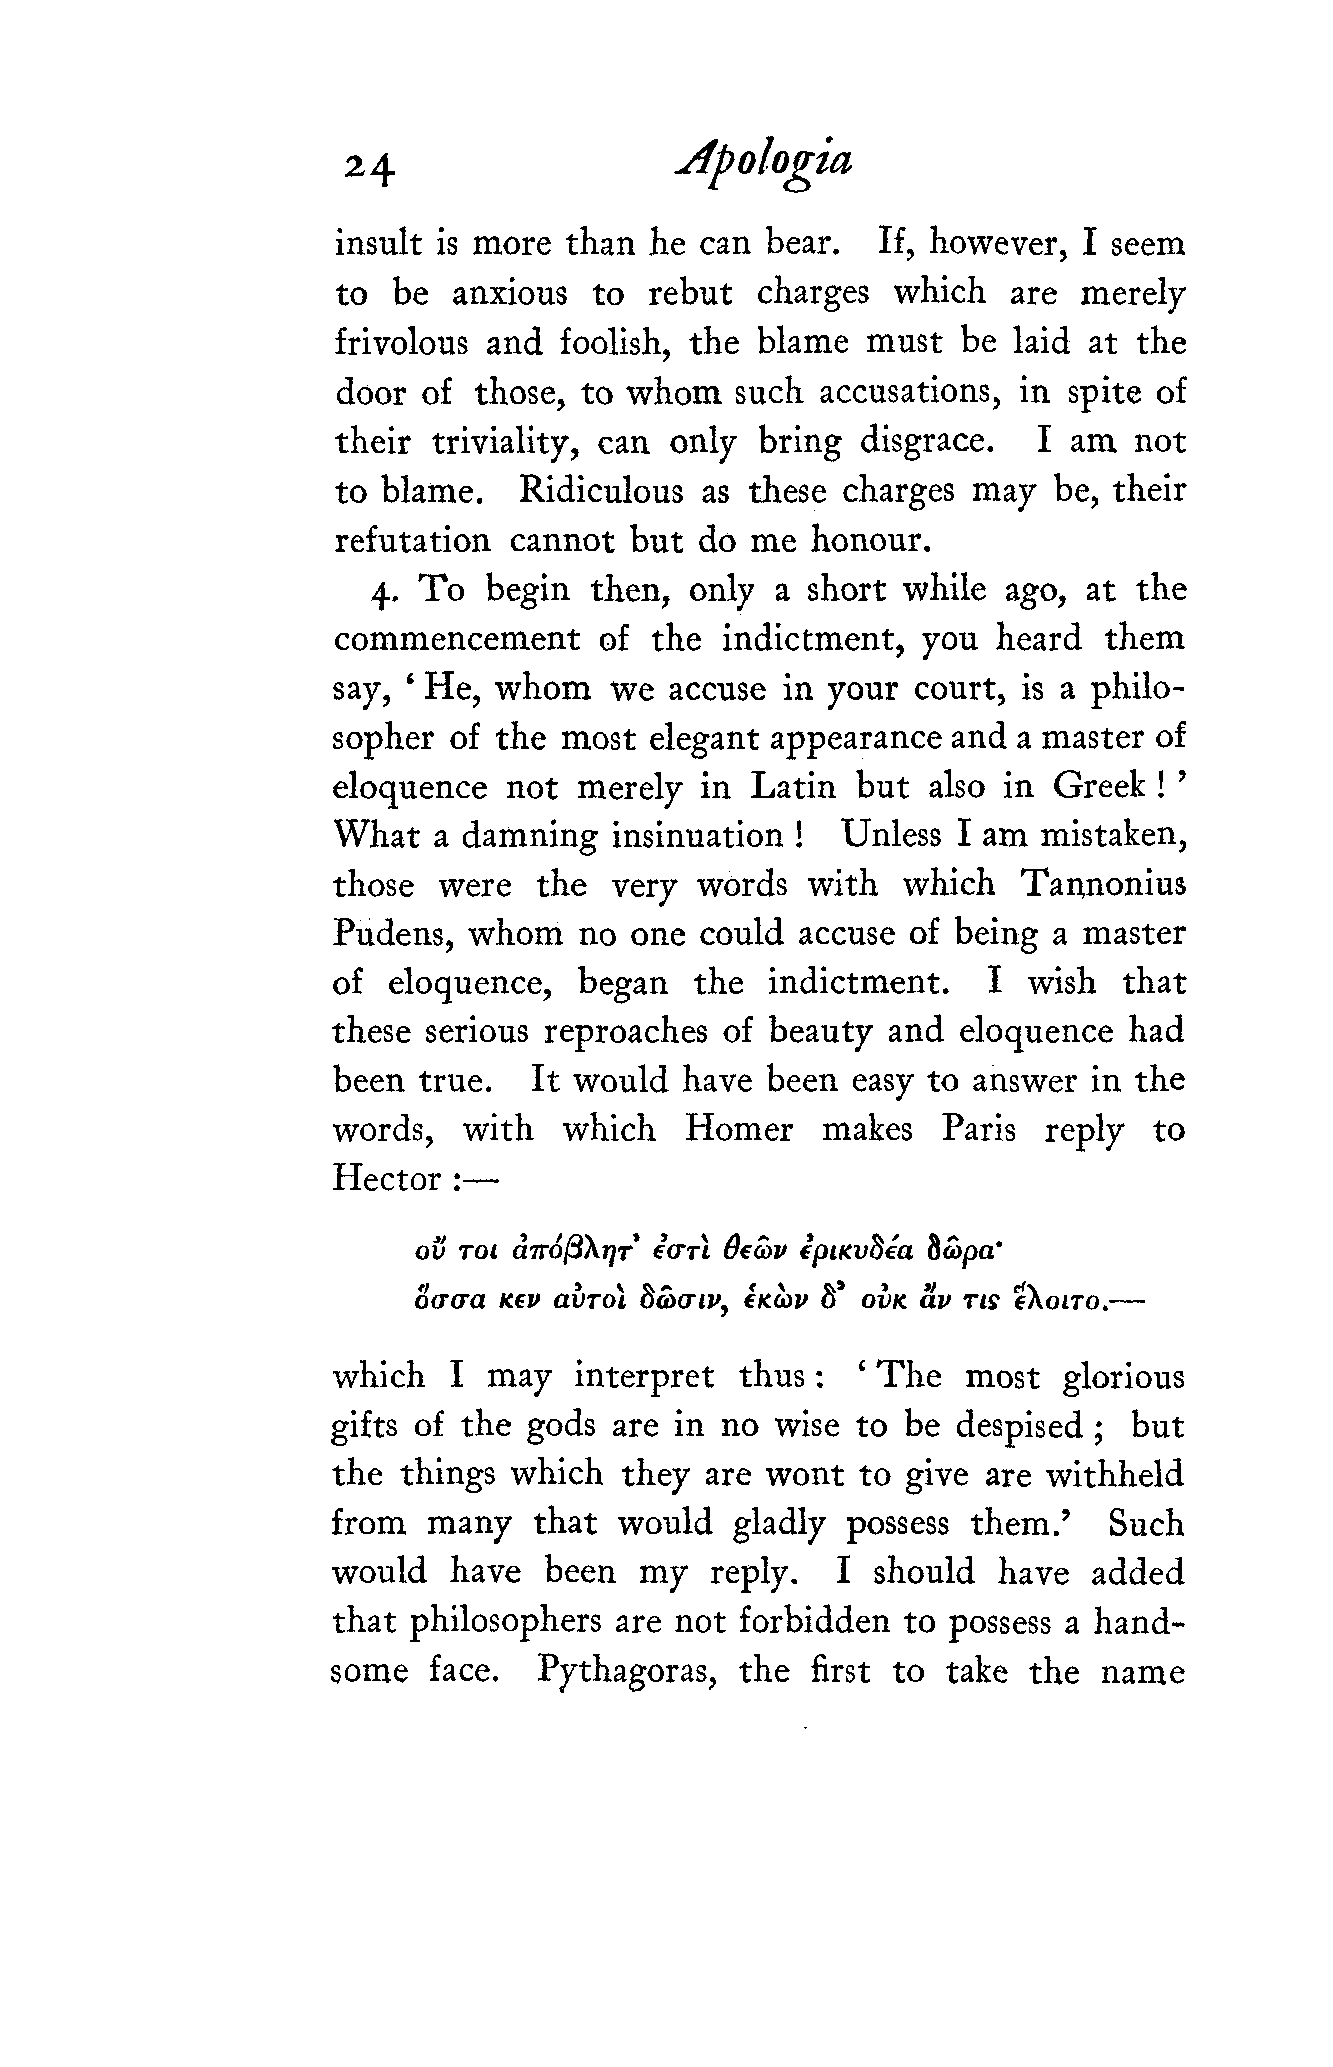 24 Apologia
insult is more than he can bear. If, however, I seem
to be anxious to rebut charges which are merely
frivolous and foolish, the blame must be laid at the
door of those, to whom such accusations, in spite of
their triviality, can only bring disgrace. I am not
to blame. Ridiculous as these charges may be, their
refutation cannot but do me honour.
4. To begin then, only a short while ago, at the
commencement of the indictment, you heard them
say, ‘He, whom we accuse in your court, is a philo-
sopher of the most elegant appearance and a master of
eloquence not merely in Latin but also in Greek!’
What a damning insinuation! Unless I am mistaken,
those were the very words with which Tannonius
Pudens, whom no one could accuse of being a master
of eloquence, began the indictment. I wish that
these serious reproaches of beauty and eloquence had
been true. It would have been easy to answer in the
words, with which Homer makes Paris reply to
Hector:—
οὔ τοι ἀπόβλητ’ ἐστὶ θεῶν ἐρικυδέα δῶρα·
ὅσσα κεν αὐτοὶ δῶσιν, ἑκὼν δ’ οὐκ ἄν τις ἕλοιτο.—
which I may interpret thus: ‘The most glorious
gifts of the gods are in no wise to be despised; but
the things which they are wont to give are withheld
from many that would gladly possess them.’ Such
would have been my reply. I should have added
that philosophers are not forbidden to possess a hand-
some face. Pythagoras, the first to take the name